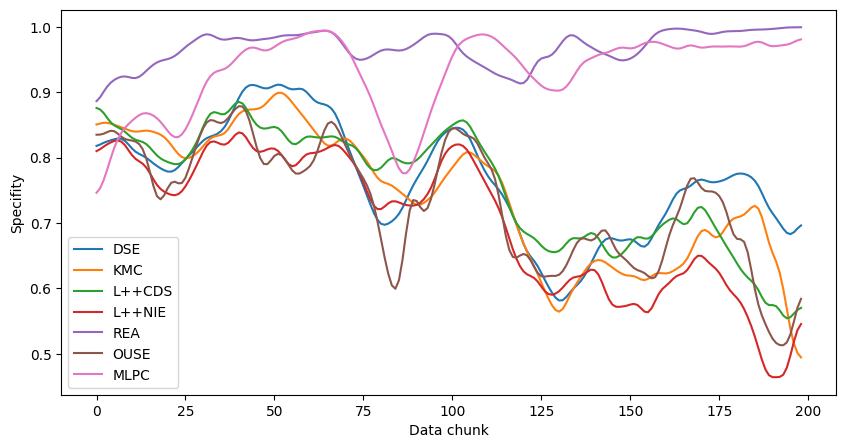 1.0
0.9
0.8
0.7
0.6
0.5
Specifity
DSE
KMC
L++CDS
L++NIE
REA
OUSE
MLPC
0 25 50 75 100 125 150 175 200
Data chunk